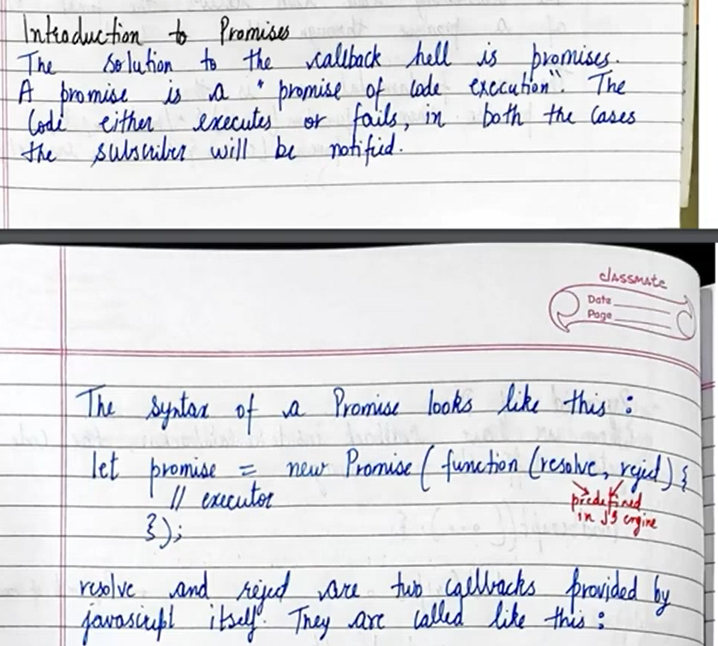 Introduction to Promises
The solution to the callback hell is promises.
A promise is a "promise of code execution". The
code either executes or fails, in both the cases
the subscriber will be notified.
classmate
Date
Page
The syntax of a Promise looks like this :
let promise = new Promise ( function (resolve, reject) {
// executor
predefined
in JS engine
});
resolve and reject are two callbacks provided by
javascript itself. They are called like this :